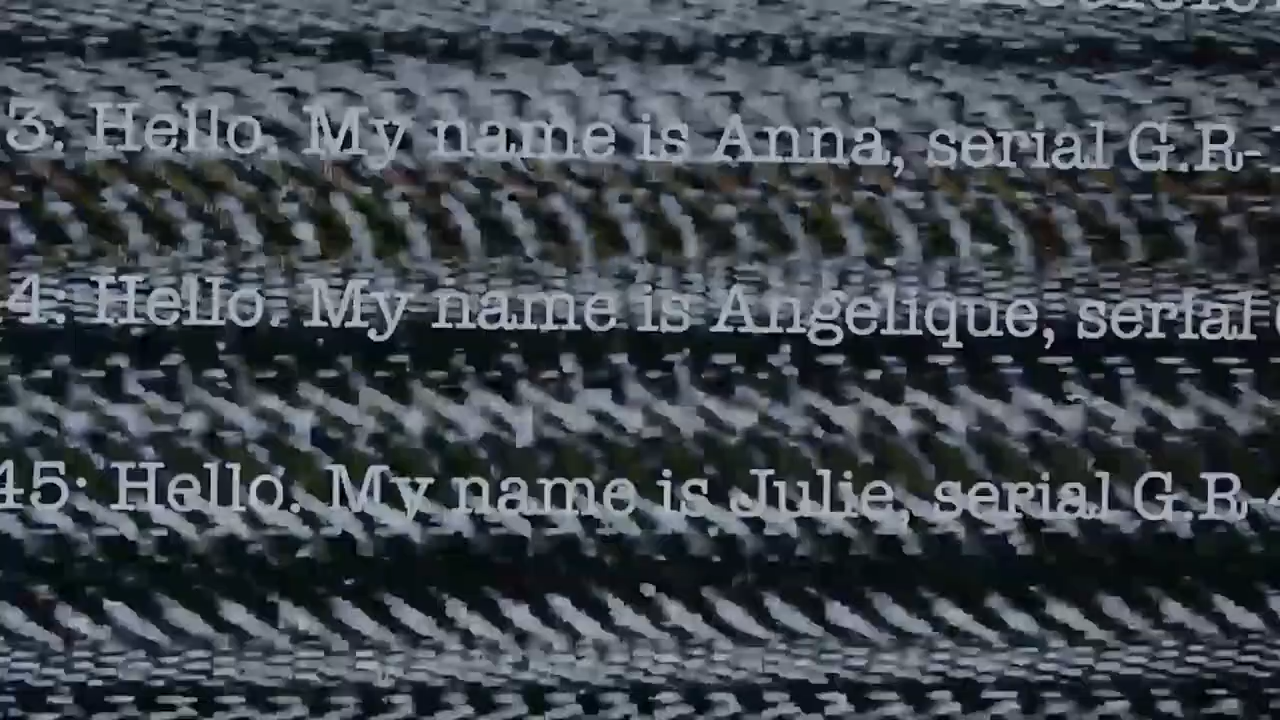 3: Hello. My name is Anna, serial G.R-
4: Hello. My name is Angelique, serial
45: Hello. My name is Julie, serial G.R-4